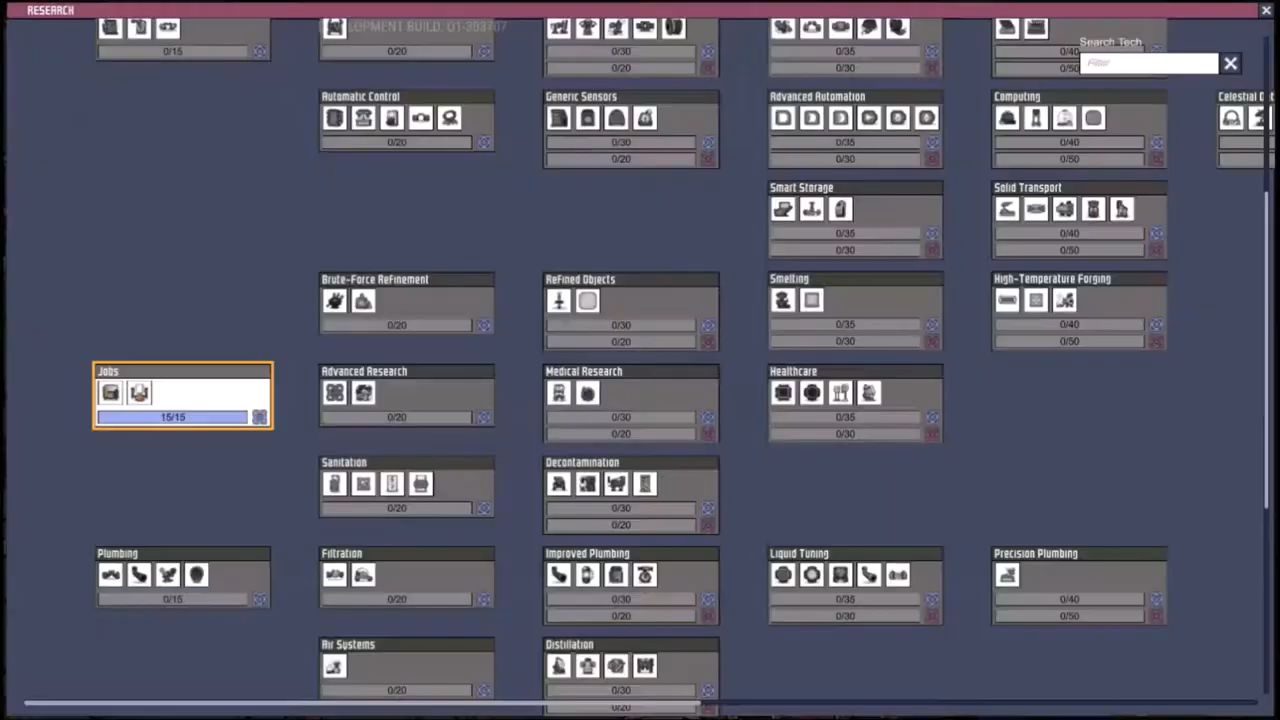 RESEARCH
LOPMENT BUILD. 01-393707
0/15
0/20
0/30
0/20
0/35
0/30
0/40
0/50
Search Tech
Filter
Automatic Control
0/20
Generic Sensors
0/30
0/20
Advanced Automation
0/35
0/30
Computing
0/40
0/50
Celestial D
Smart Storage
0/35
0/30
Solid Transport
0/40
0/50
Brute-Force Refinement
0/20
Refined Objects
0/30
0/20
Smelting
0/35
0/30
High-Temperature Forging
0/40
0/50
Jobs
15/15
Advanced Research
0/20
Medical Research
0/30
0/20
Healthcare
0/35
0/30
Sanitation
0/20
Decontamination
0/30
0/20
Plumbing
0/15
Filtration
0/20
Improved Plumbing
0/30
0/20
Liquid Tuning
0/35
0/30
Precision Plumbing
0/40
0/50
Air Systems
0/20
Distillation
0/30
0/20